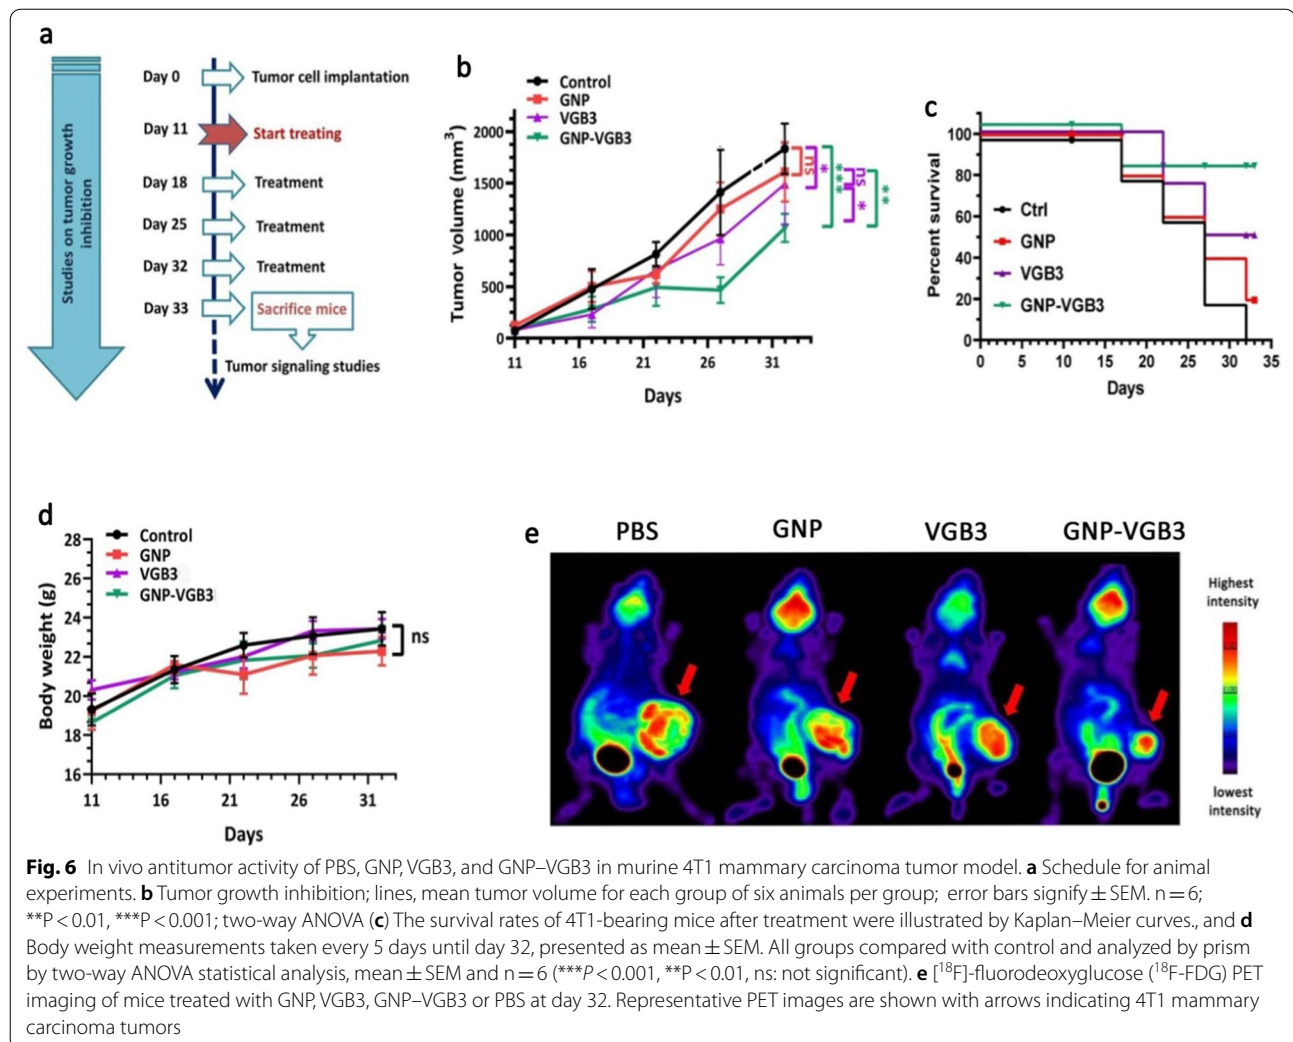 a
Studies on tumor growth
inhibition
Day 0
Tumor cell implantation
Day 11
Start treating
Day 18
Treatment
Day 25
Treatment
Day 32
Treatment
Day 33
Sacrifice mice
Tumor signaling studies
b
Control
GNP
VGB3
GNP-VGB3
Tumor volume (mm³)
2000
1500
1000
500
0
11 16 21 26 31
Days
ns
*
***
ns
*
**
c
Percent survival
100
80
60
40
20
0
Ctrl
GNP
VGB3
GNP-VGB3
0 5 10 15 20 25 30 35
Days
d
Control
GNP
VGB3
GNP-VGB3
Body weight (g)
28
26
24
22
20
18
16
11 16 21 26 31
Days
ns
e
PBS GNP VGB3 GNP-VGB3
Highest
intensity
lowest
intensity
Fig. 6 In vivo antitumor activity of PBS, GNP, VGB3, and GNP–VGB3 in murine 4T1 mammary carcinoma tumor model. a Schedule for animal
experiments. b Tumor growth inhibition; lines, mean tumor volume for each group of six animals per group; error bars signify ± SEM. n = 6;
**P < 0.01, ***P < 0.001; two-way ANOVA (c) The survival rates of 4T1-bearing mice after treatment were illustrated by Kaplan–Meier curves., and d
Body weight measurements taken every 5 days until day 32, presented as mean ± SEM. All groups compared with control and analyzed by prism
by two-way ANOVA statistical analysis, mean ± SEM and n = 6 (***P < 0.001, **P < 0.01, ns: not significant). e [¹⁸F]-fluorodeoxyglucose (¹⁸F-FDG) PET
imaging of mice treated with GNP, VGB3, GNP–VGB3 or PBS at day 32. Representative PET images are shown with arrows indicating 4T1 mammary
carcinoma tumors